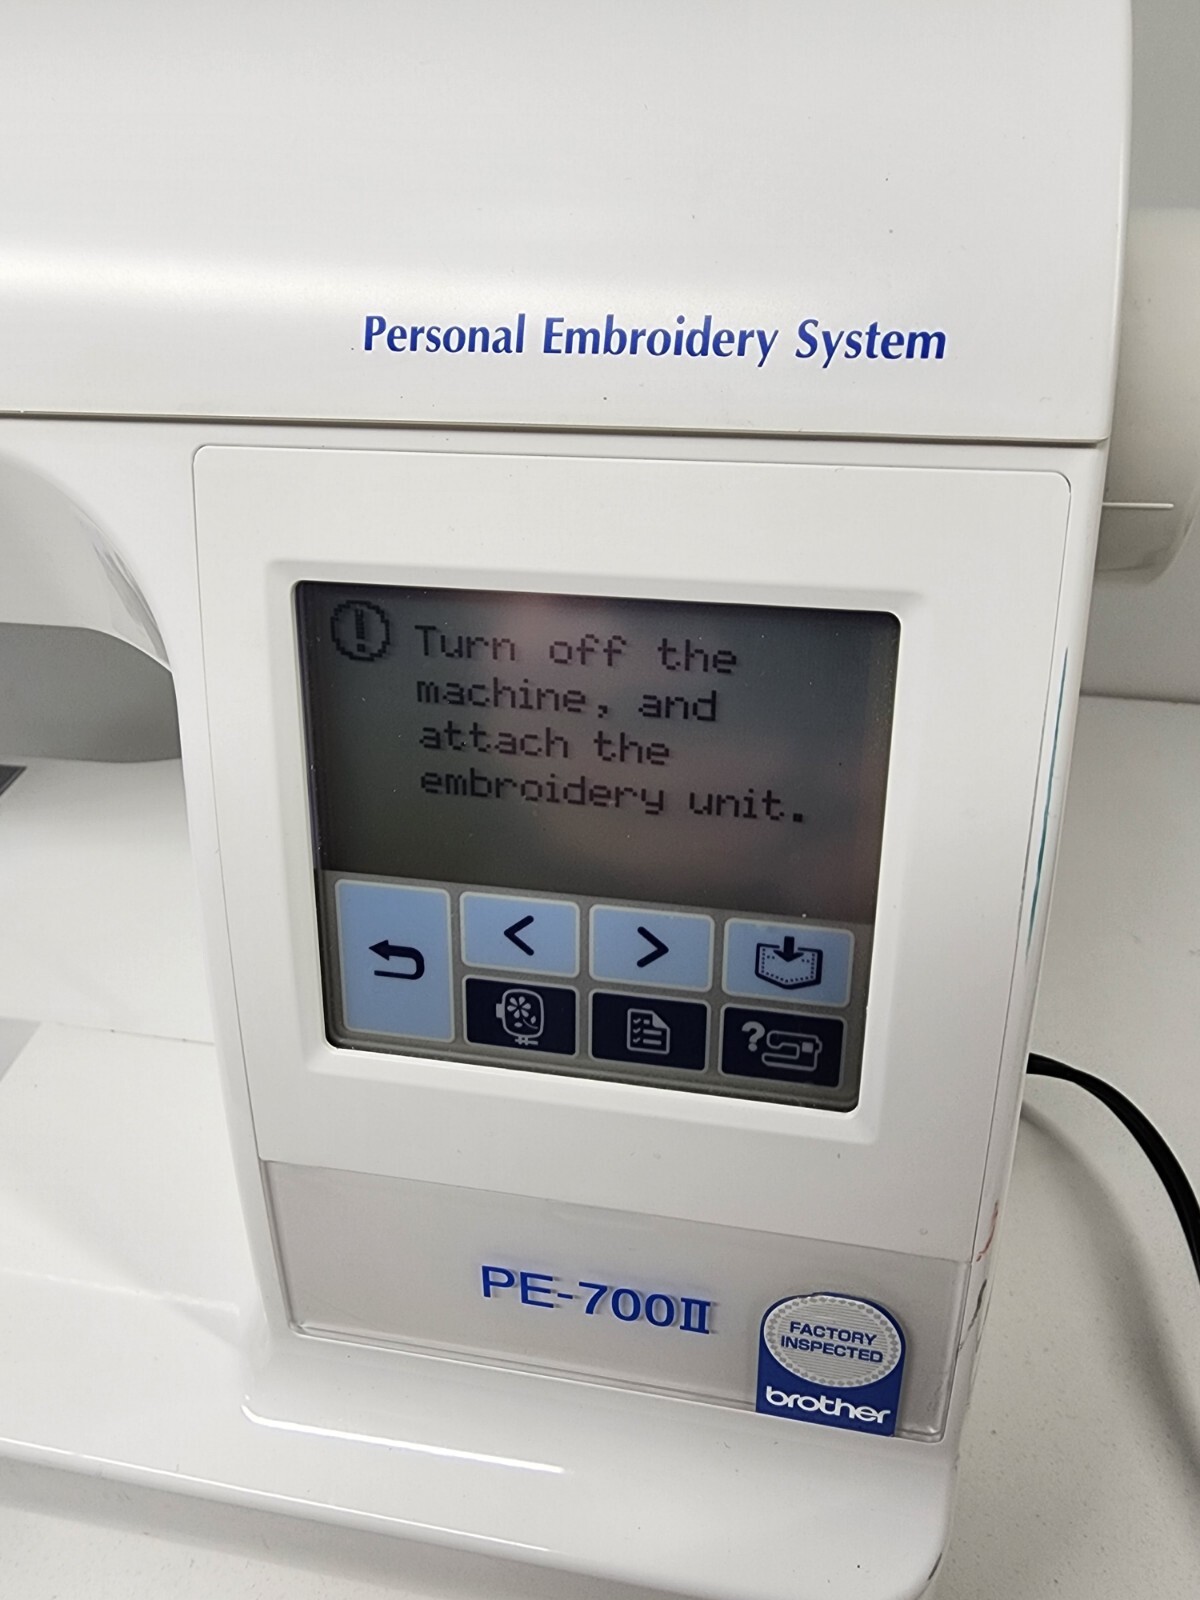 Personal Embroidery System
Turn off the
machine, and
attach the
embroidery unit.
PE-700II
FACTORY
INSPECTED
brother